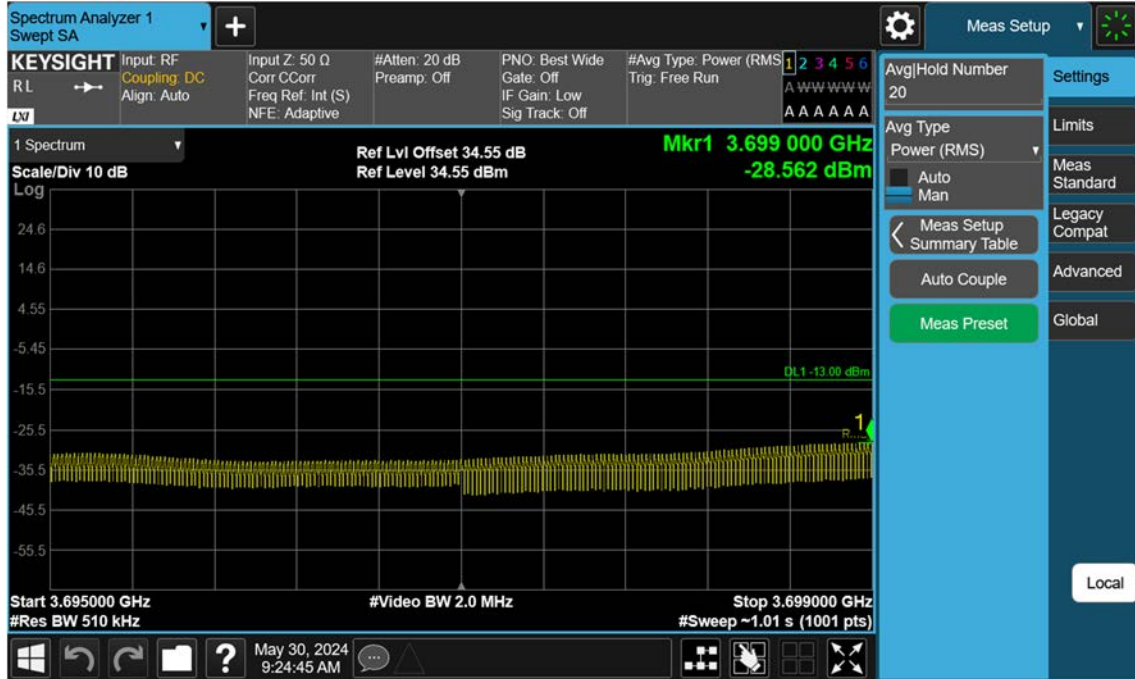 Spectrum Analyzer 1
Swept SA
Meas Setup
KEYSIGHT
R L
LXI
Input: RF
Coupling: DC
Align: Auto
Input Z: 50 Ω
Corr CCorr
Freq Ref: Int (S)
NFE: Adaptive
#Atten: 20 dB
Preamp: Off
PNO: Best Wide
Gate: Off
IF Gain: Low
Sig Track: Off
#Avg Type: Power (RMS
Trig: Free Run
1 2 3 4 5 6
A W W W W W
A A A A A A
1 Spectrum
Scale/Div 10 dB
Ref Lvl Offset 34.55 dB
Ref Level 34.55 dBm
Mkr1 3.699 000 GHz
-28.562 dBm
Log
24.6
14.6
4.55
-5.45
-15.5
-25.5
-35.5
-45.5
-55.5
DL1 -13.00 dBm
1
Start 3.695000 GHz
#Res BW 510 kHz
#Video BW 2.0 MHz
Stop 3.699000 GHz
#Sweep ~1.01 s (1001 pts)
Avg|Hold Number
20
Avg Type
Power (RMS)
Auto
Man
Meas Setup
Summary Table
Auto Couple
Meas Preset
Settings
Limits
Meas
Standard
Legacy
Compat
Advanced
Global
Local
?
May 30, 2024
9:24:45 AM